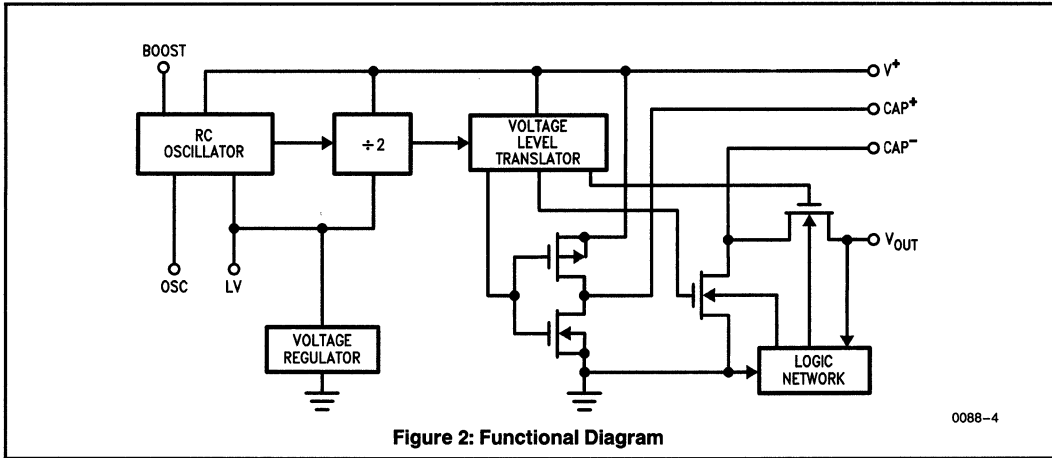 BOOST
V+
CAP+
CAP−
RC
OSCILLATOR
÷2
VOLTAGE
LEVEL
TRANSLATOR
VOUT
OSC
LV
VOLTAGE
REGULATOR
LOGIC
NETWORK
0088-4
Figure 2: Functional Diagram